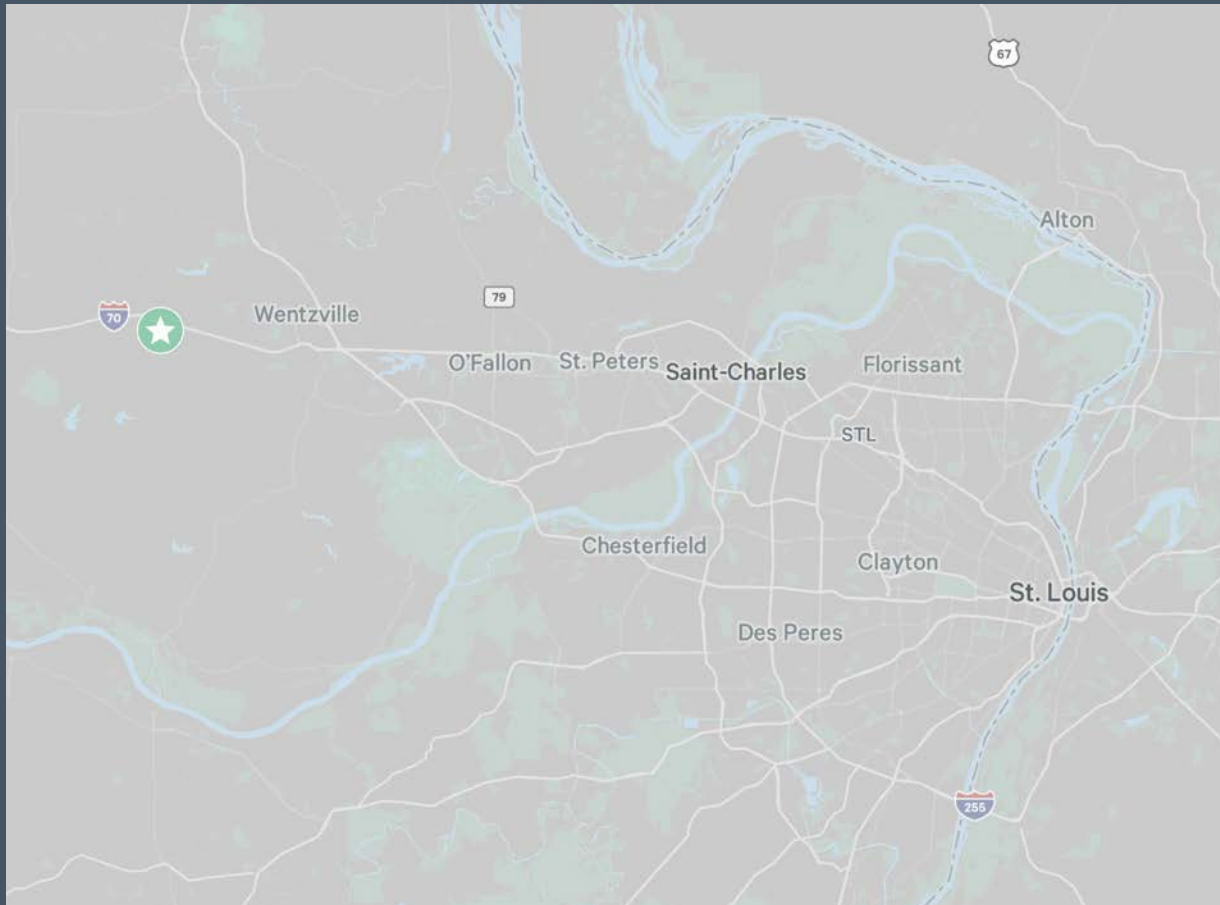 67
Alton
79
70
Wentzville
O'Fallon
St. Peters
Saint-Charles
Florissant
STL
Chesterfield
Clayton
St. Louis
Des Peres
255